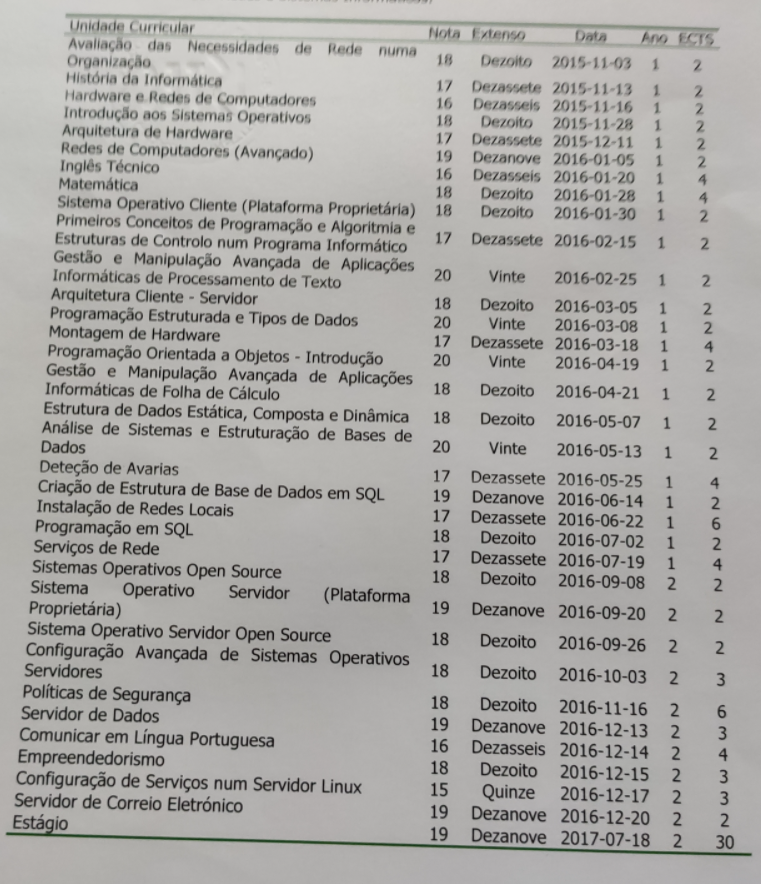 Unidade Curricular Nota Extenso Data Ano ECTS
Avaliação das Necessidades de Rede numa
Organização 18 Dezoito 2015-11-03 1 2
História da Informática 17 Dezassete 2015-11-13 1 2
Hardware e Redes de Computadores 16 Dezasseis 2015-11-16 1 2
Introdução aos Sistemas Operativos 18 Dezoito 2015-11-28 1 2
Arquitetura de Hardware 17 Dezassete 2015-12-11 1 2
Redes de Computadores (Avançado) 19 Dezanove 2016-01-05 1 2
Inglês Técnico 16 Dezasseis 2016-01-20 1 4
Matemática 18 Dezoito 2016-01-28 1 4
Sistema Operativo Cliente (Plataforma Proprietária) 18 Dezoito 2016-01-30 1 2
Primeiros Conceitos de Programação e Algoritmia e
Estruturas de Controlo num Programa Informático 17 Dezassete 2016-02-15 1 2
Gestão e Manipulação Avançada de Aplicações
Informáticas de Processamento de Texto 20 Vinte 2016-02-25 1 2
Arquitetura Cliente - Servidor 18 Dezoito 2016-03-05 1 2
Programação Estruturada e Tipos de Dados 20 Vinte 2016-03-08 1 2
Montagem de Hardware 17 Dezassete 2016-03-18 1 4
Programação Orientada a Objetos - Introdução 20 Vinte 2016-04-19 1 2
Gestão e Manipulação Avançada de Aplicações
Informáticas de Folha de Cálculo 18 Dezoito 2016-04-21 1 2
Estrutura de Dados Estática, Composta e Dinâmica 18 Dezoito 2016-05-07 1 2
Análise de Sistemas e Estruturação de Bases de
Dados 20 Vinte 2016-05-13 1 2
Deteção de Avarias 17 Dezassete 2016-05-25 1 4
Criação de Estrutura de Base de Dados em SQL 19 Dezanove 2016-06-14 1 2
Instalação de Redes Locais 17 Dezassete 2016-06-22 1 6
Programação em SQL 18 Dezoito 2016-07-02 1 2
Serviços de Rede 17 Dezassete 2016-07-19 1 4
Sistemas Operativos Open Source 18 Dezoito 2016-09-08 2 2
Sistema Operativo Servidor (Plataforma
Proprietária) 19 Dezanove 2016-09-20 2 2
Sistema Operativo Servidor Open Source 18 Dezoito 2016-09-26 2 2
Configuração Avançada de Sistemas Operativos
Servidores 18 Dezoito 2016-10-03 2 3
Políticas de Segurança 18 Dezoito 2016-11-16 2 6
Servidor de Dados 19 Dezanove 2016-12-13 2 3
Comunicar em Língua Portuguesa 16 Dezasseis 2016-12-14 2 4
Empreendedorismo 18 Dezoito 2016-12-15 2 3
Configuração de Serviços num Servidor Linux 15 Quinze 2016-12-17 2 3
Servidor de Correio Eletrónico 19 Dezanove 2016-12-20 2 2
Estágio 19 Dezanove 2017-07-18 2 30